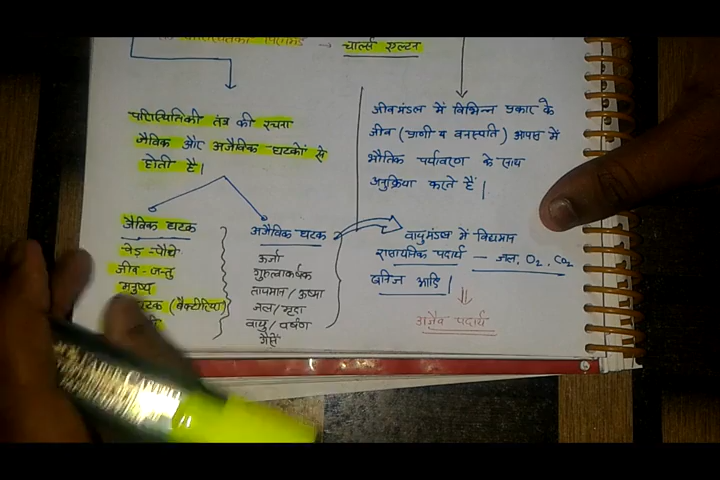 पारिस्थितिकी पिरामिड → चार्ल्स एल्टन
पारिस्थितिकी तंत्र की रचना
जैविक और अजैविक घटकों से
होती है।
जैविक घटक
पेड़-पौधे
जीव-जन्तु
मनुष्य
घटक (बैक्टीरिया)
अजैविक घटक
ऊर्जा
गुरुत्वाकर्षक
तापमान/ऊष्मा
जल/मृदा
वायु/वर्षण
गैसें
जीवमंडल में विभिन्न प्रकार के
जीव (प्राणी व वनस्पति) आपस में
भौतिक पर्यावरण के साथ
अनुक्रिया करते हैं|
वायुमंडल में विद्यमान
रासायनिक पदार्थ — जल, O₂, CO₂
खनिज आदि|
अजैव पदार्थ